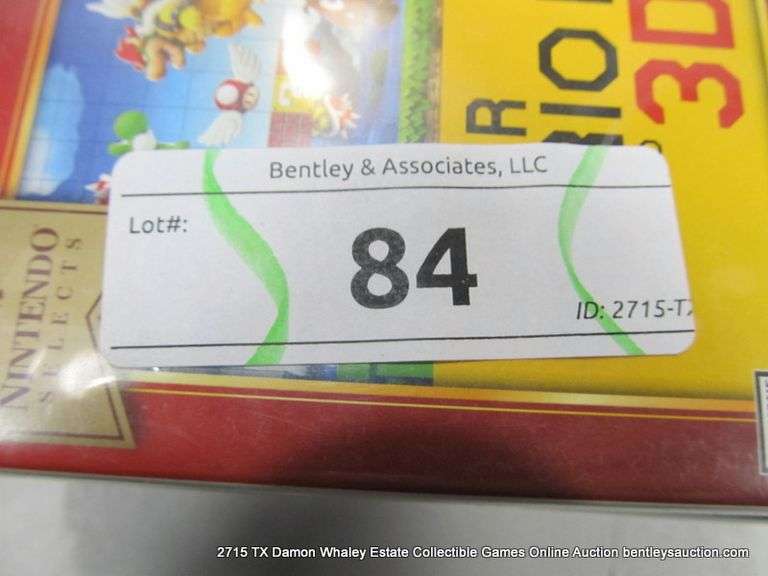 3D
R
NINTENDO
SELECTS
Bentley & Associates, LLC
Lot#:
84
ID: 2715-T
2715 TX Damon Whaley Estate Collectible Games Online Auction bentleysauction.com